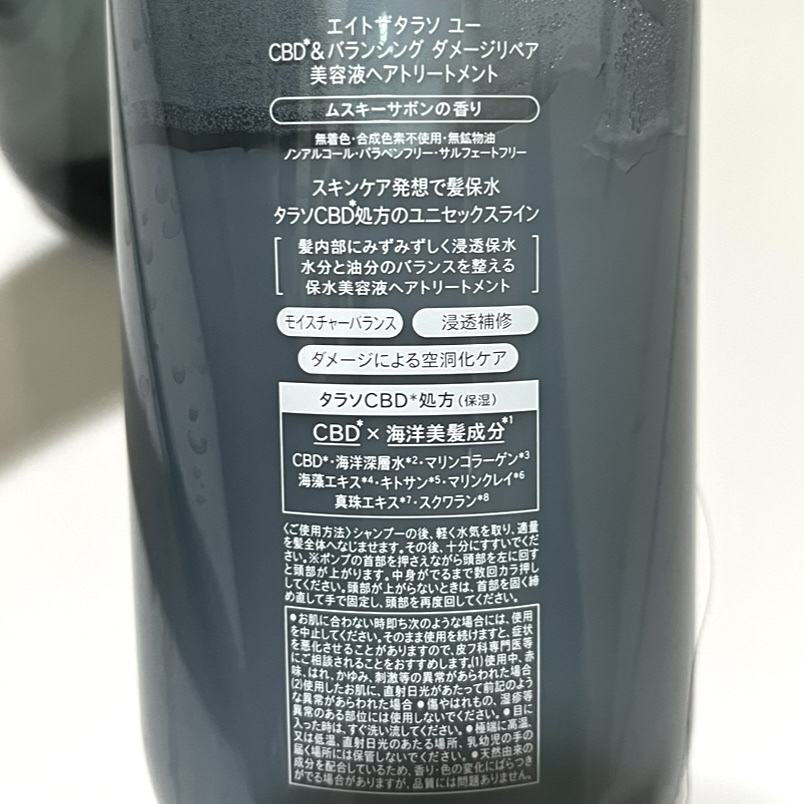 エイトザタラソ ユー
CBD*&バランシング ダメージリペア
美容液ヘアトリートメント
ムスキーサボンの香り
無着色・合成色素不使用・無鉱物油
ノンアルコール・パラベンフリー・サルフェートフリー
スキンケア発想で髪保水
タラソCBD*処方のユニセックスライン
髪内部にみずみずしく浸透保水
水分と油分のバランスを整える
保水美容液ヘアトリートメント
モイスチャーバランス 浸透補修
ダメージによる空洞化ケア
タラソCBD*処方(保湿)
CBD*×海洋美髪成分*1
CBD*・海洋深層水*2・マリンコラーゲン*3
海藻エキス*4・キトサン*5・マリンクレイ*6
真珠エキス*7・スクワラン*8
〈ご使用方法〉シャンプーの後、軽く水気を取り、適量
を髪全体へなじませます。その後、十分にすすいでくだ
さい。※ポンプの首部を押さえながら頭部を左に回す
と頭部が上がります。中身がでるまで数回カラ押し
してください。頭部が上がらないときは、首部を固く締
め直して手で固定し、頭部を再度回してください。
●お肌に合わない時即ち次のような場合には、使用
を中止してください。そのまま使用を続けますと、症状
を悪化させることがありますので、皮フ科専門医等
にご相談されることをおすすめします。(1)使用中、赤
味、はれ、かゆみ、刺激等の異常があらわれた場合
(2)使用したお肌に、直射日光があたって前記のよう
な異常があらわれた場合 ●傷やはれもの、湿疹等
異常のある部位には使用しないでください。●目に
入った時は、すぐ洗い流してください。●極端に高温、
又は低温、直射日光のあたる場所、乳幼児の手の
届く場所には保管しないでください。●天然由来の
成分を配合しているため、香り・色の変化にばらつき
がでる場合がありますが、品質には問題ありません。